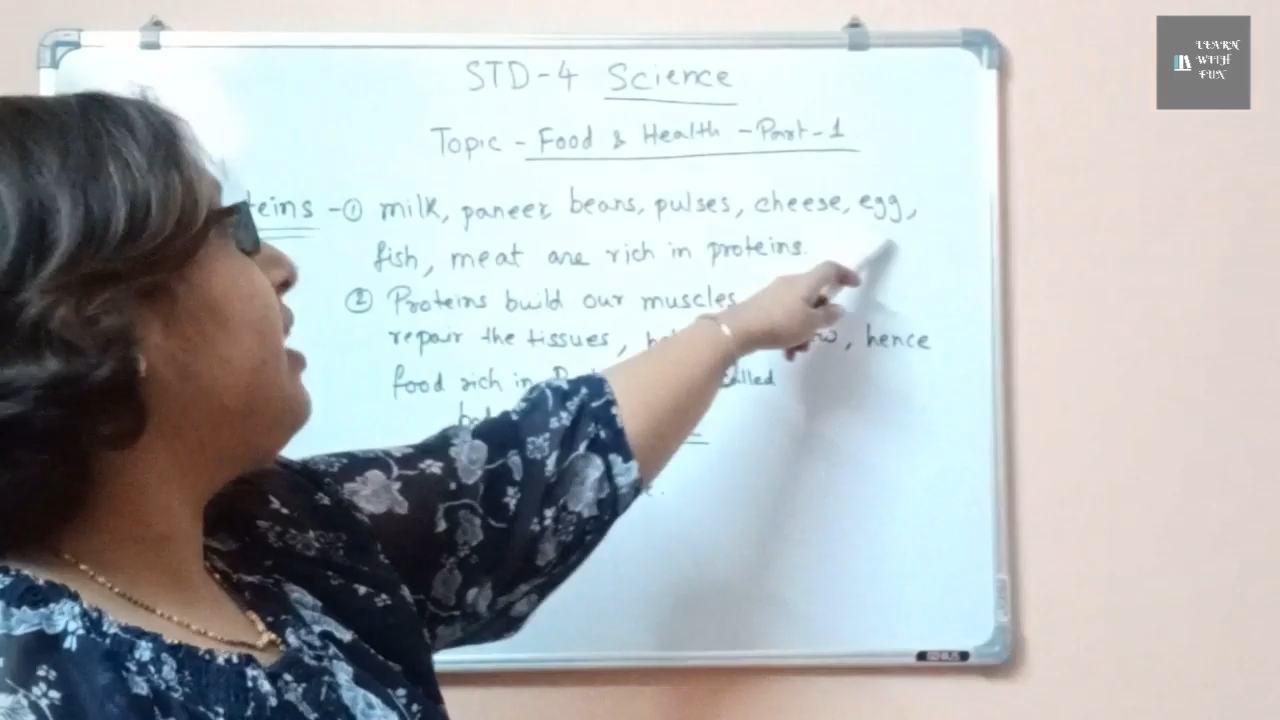 STD-4 Science
Topic - Food & Health - Part-1
teins - ① milk, paneer, beans, pulses, cheese, egg,
fish, meat are rich in proteins.
② Proteins build our muscles
repair the tissues, , hence
food rich in called
LEARN
WITH
FUN
GENIUS